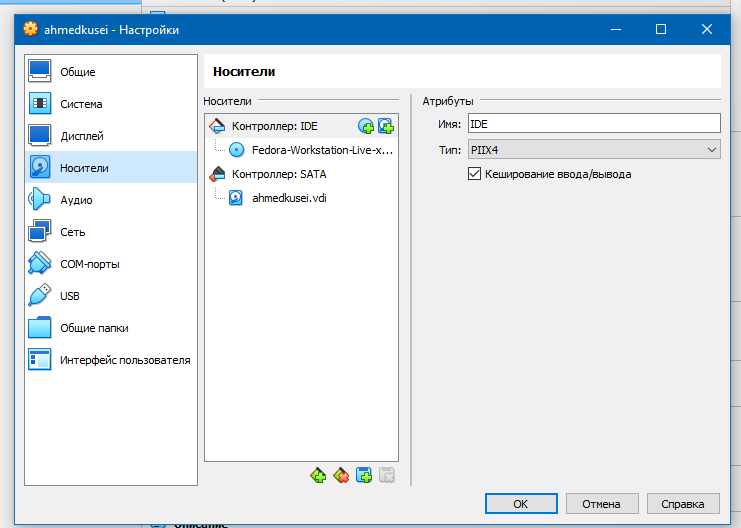 ahmedkusei - Настройки
Общие
Система
Дисплей
Носители
Аудио
Сеть
COM-порты
USB
Общие папки
Интерфейс пользователя
Носители
Носители
Контроллер: IDE
Fedora-Workstation-Live-x...
Контроллер: SATA
ahmedkusei.vdi
Атрибуты
Имя: IDE
Тип: PIIX4
Кеширование ввода/вывода
OK
Отмена
Справка